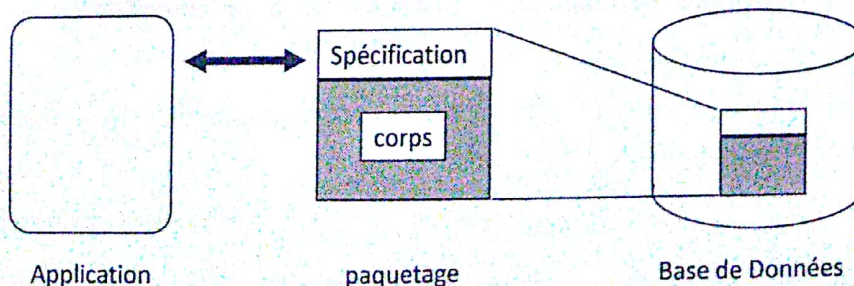 Spécification
corps
Application
paquetage
Base de Données